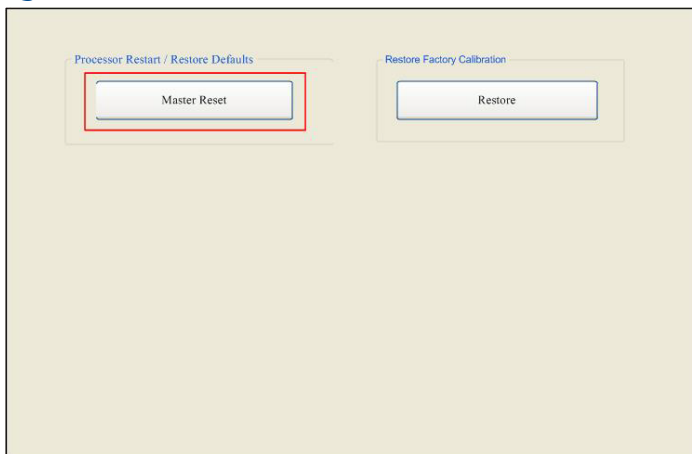 Processor Restart / Restore Defaults
Master Reset
Restore Factory Calibration
Restore